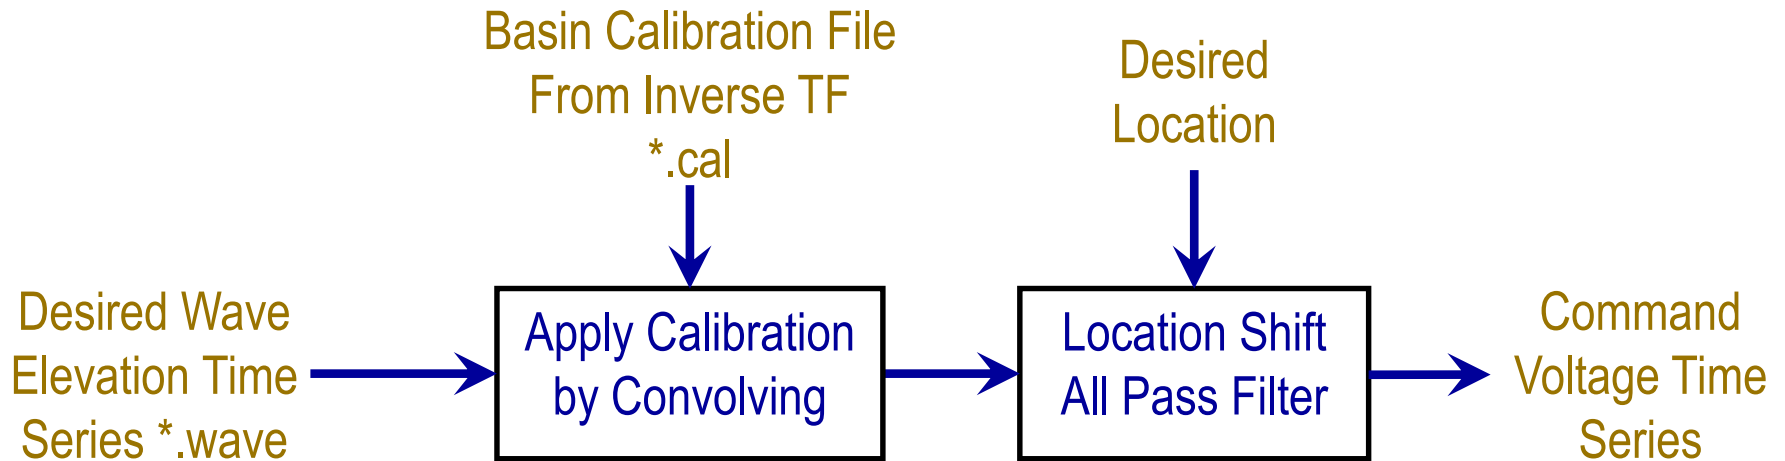 Basin Calibration File
From Inverse TF
*.cal
Desired
Location
Desired Wave
Elevation Time
Series *.wave
Apply Calibration
by Convolving
Location Shift
All Pass Filter
Command
Voltage Time
Series